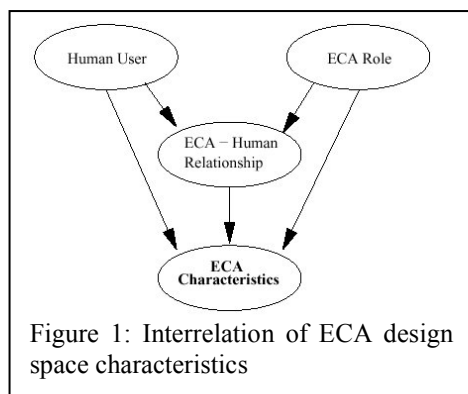 Human User
ECA Role
ECA − Human
Relationship
ECA
Characteristics
Figure 1: Interrelation of ECA design
space characteristics